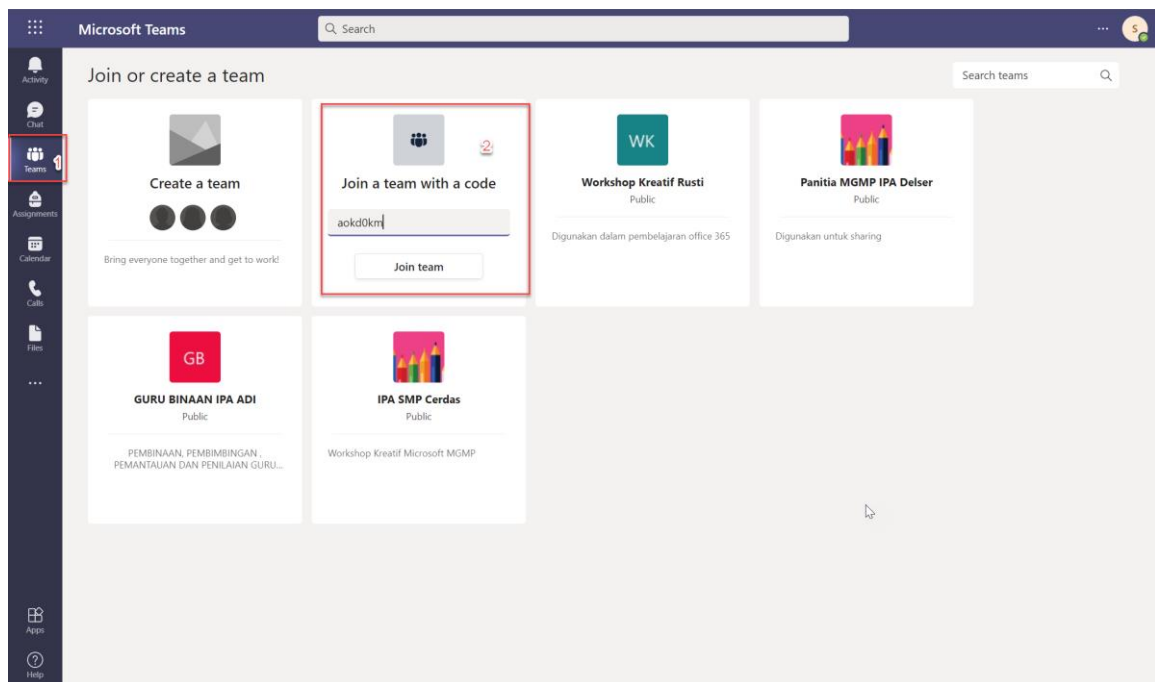 Microsoft Teams
Search
S
Activity
Chat
Teams
1
Assignments
Calendar
Calls
Files
Apps
Help
Join or create a team
Search teams
Create a team
Bring everyone together and get to work!
2
Join a team with a code
aokd0km
Join team
WK
Workshop Kreatif Rusti
Public
Digunakan dalam pembelajaran office 365
Panitia MGMP IPA Delser
Public
Digunakan untuk sharing
GB
GURU BINAAN IPA ADI
Public
PEMBINAAN, PEMBIMBINGAN ,
PEMANTAUAN DAN PENILAIAN GURU...
IPA SMP Cerdas
Public
Workshop Kreatif Microsoft MGMP